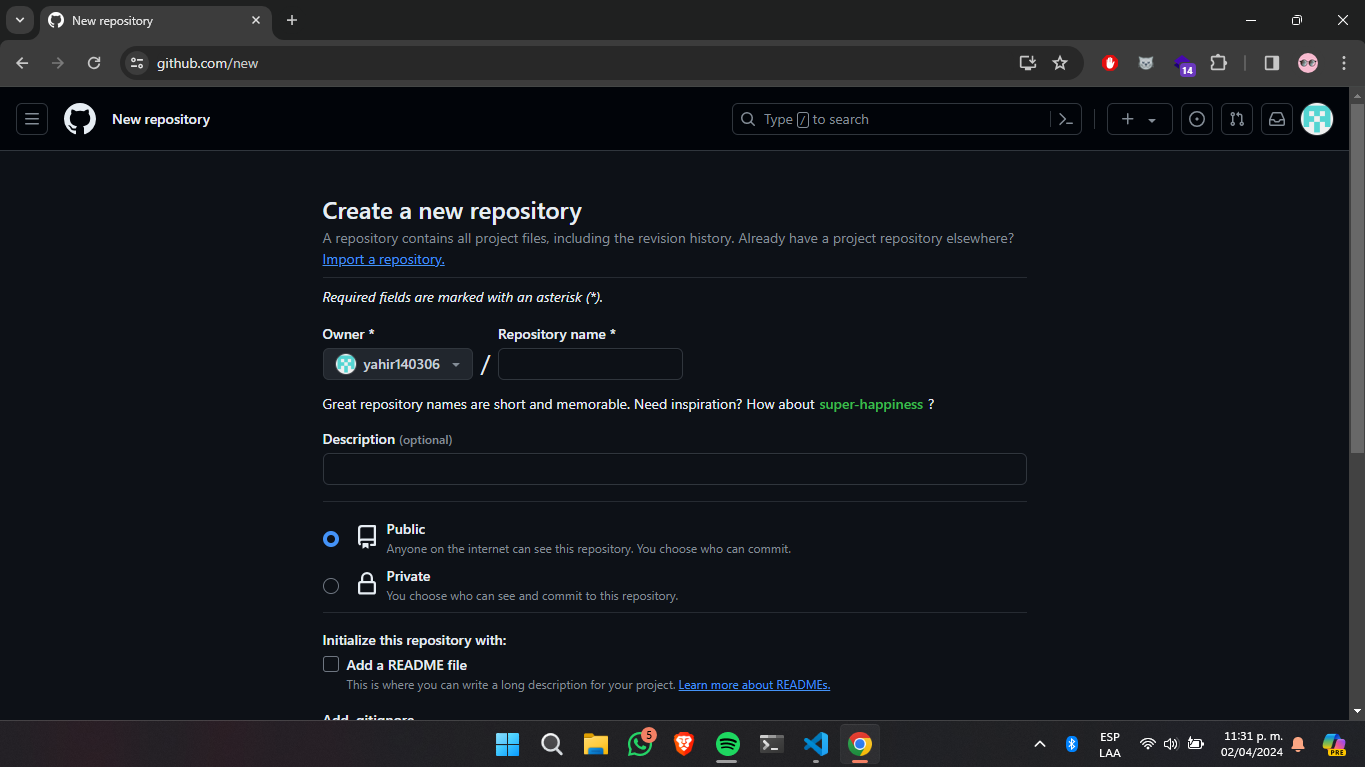 New repository
github.com/new
14
New repository
Type / to search
Create a new repository
A repository contains all project files, including the revision history. Already have a project repository elsewhere?
Import a repository.
Required fields are marked with an asterisk (*).
Owner * Repository name *
yahir140306 /
Great repository names are short and memorable. Need inspiration? How about super-happiness ?
Description (optional)
Public
Anyone on the internet can see this repository. You choose who can commit.
Private
You choose who can see and commit to this repository.
Initialize this repository with:
Add a README file
This is where you can write a long description for your project. Learn more about READMEs.
Add .gitignore
5
ESP
LAA
11:31 p. m.
02/04/2024
PRE